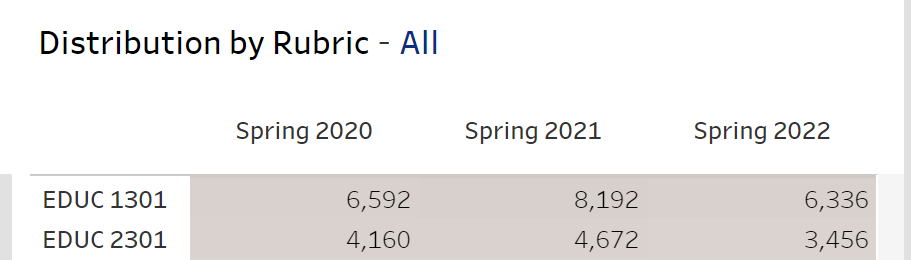 Distribution by Rubric - All
Spring 2020 Spring 2021 Spring 2022
EDUC 1301 6,592 8,192 6,336
EDUC 2301 4,160 4,672 3,456